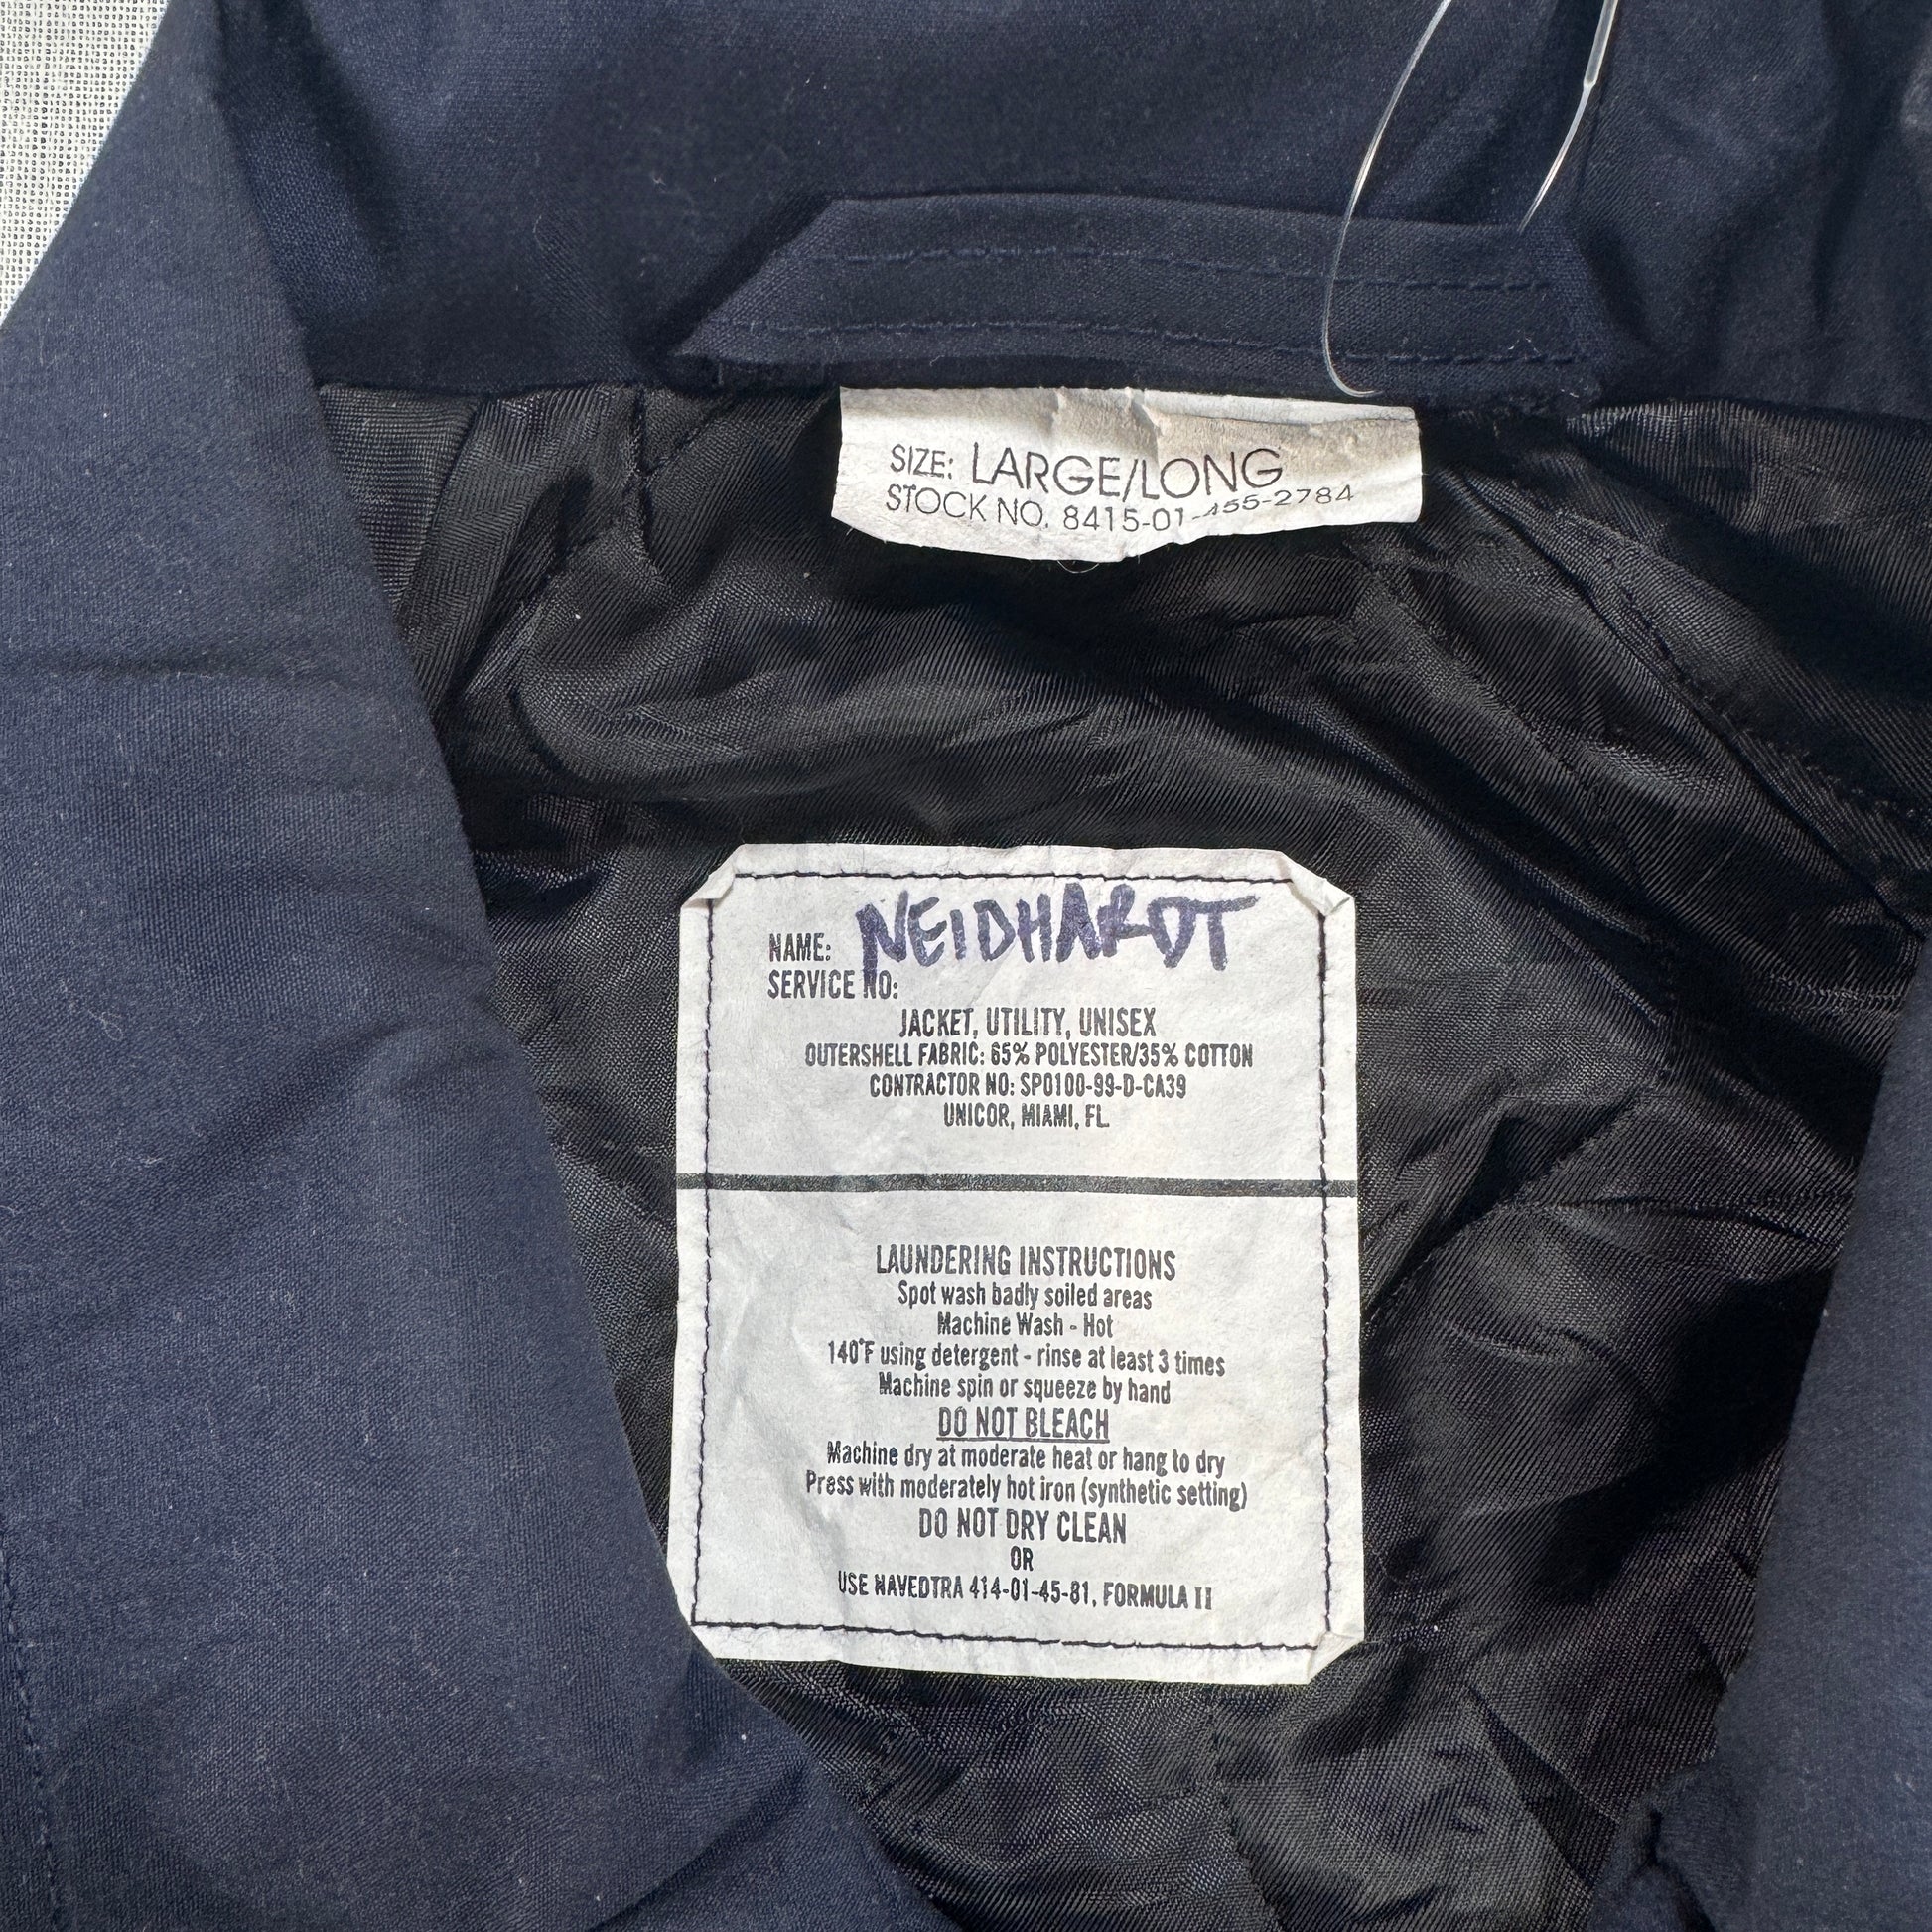 SIZE: LARGE/LONG
STOCK NO. 8415-01-455-2784
NAME: NEIDHARDT
SERVICE NO:
JACKET, UTILITY, UNISEX
OUTERSHELL FABRIC: 65% POLYESTER/35% COTTON
CONTRACTOR NO: SPO100-99-D-CA39
UNICOR, MIAMI, FL.
LAUNDERING INSTRUCTIONS
Spot wash badly soiled areas
Machine Wash - Hot
140°F using detergent - rinse at least 3 times
Machine spin or squeeze by hand
DO NOT BLEACH
Machine dry at moderate heat or hang to dry
Press with moderately hot iron (synthetic setting)
DO NOT DRY CLEAN
OR
USE NAVEDTRA 414-01-45-81, FORMULA II